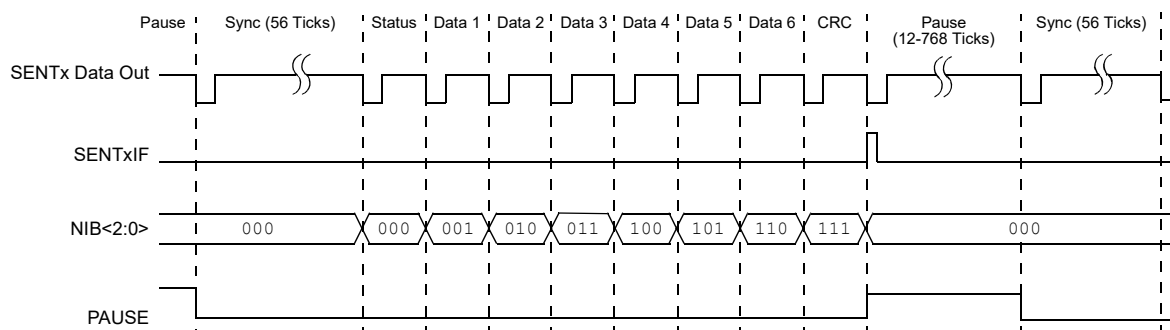 Pause Sync (56 Ticks) Status Data 1 Data 2 Data 3 Data 4 Data 5 Data 6 CRC Pause Sync (56 Ticks)
(12-768 Ticks)
SENTx Data Out
SENTxIF
NIB<2:0> 000 000 001 010 011 100 101 110 111 000
PAUSE